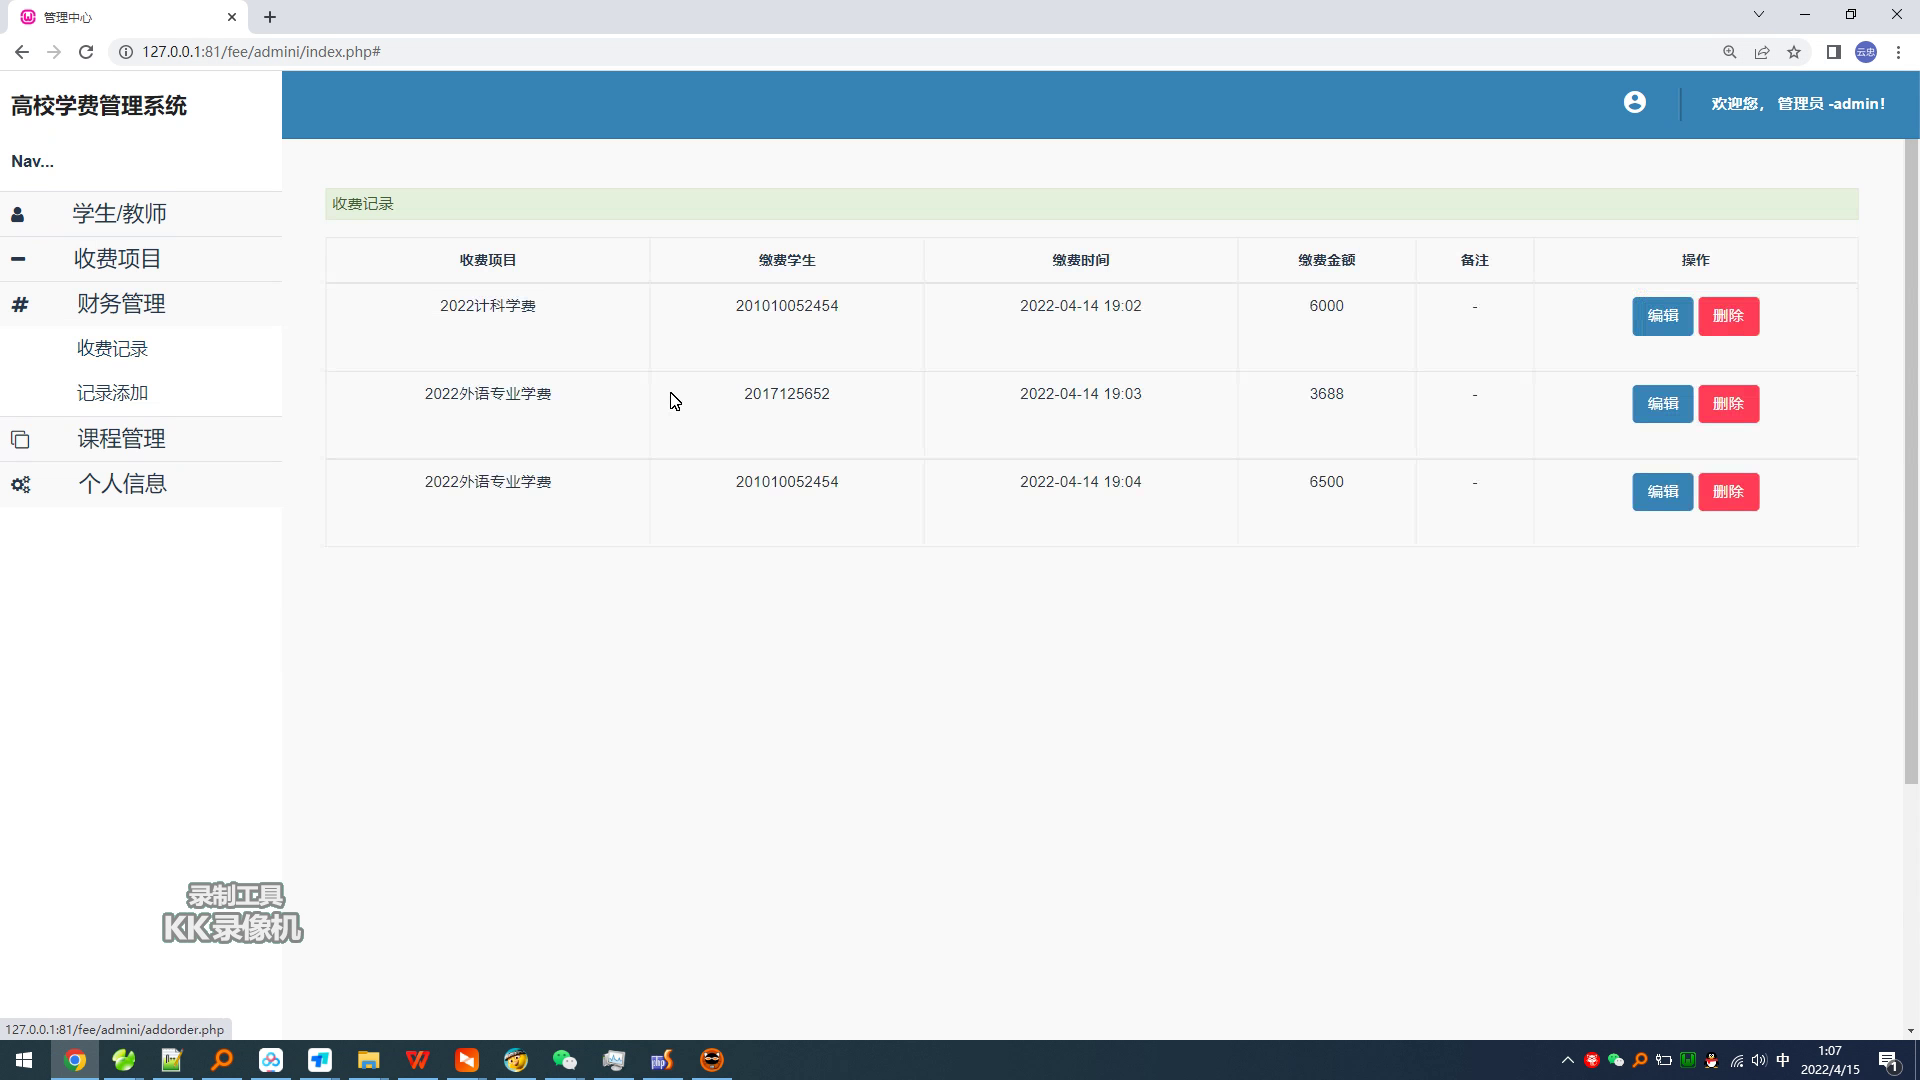 管理中心
127.0.0.1:81/fee/admini/index.php#
云忠
高校学费管理系统
欢迎您， 管理员 -admin!
Nav...
学生/教师
收费项目
财务管理
收费记录
记录添加
课程管理
个人信息
收费记录
收费项目 缴费学生 缴费时间 缴费金额 备注 操作
2022计科学费 201010052454 2022-04-14 19:02 6000 - 编辑 删除
2022外语专业学费 2017125652 2022-04-14 19:03 3688 - 编辑 删除
2022外语专业学费 201010052454 2022-04-14 19:04 6500 - 编辑 删除
录制工具
KK录像机
127.0.0.1:81/fee/admini/addorder.php
中
1:07
2022/4/15
1